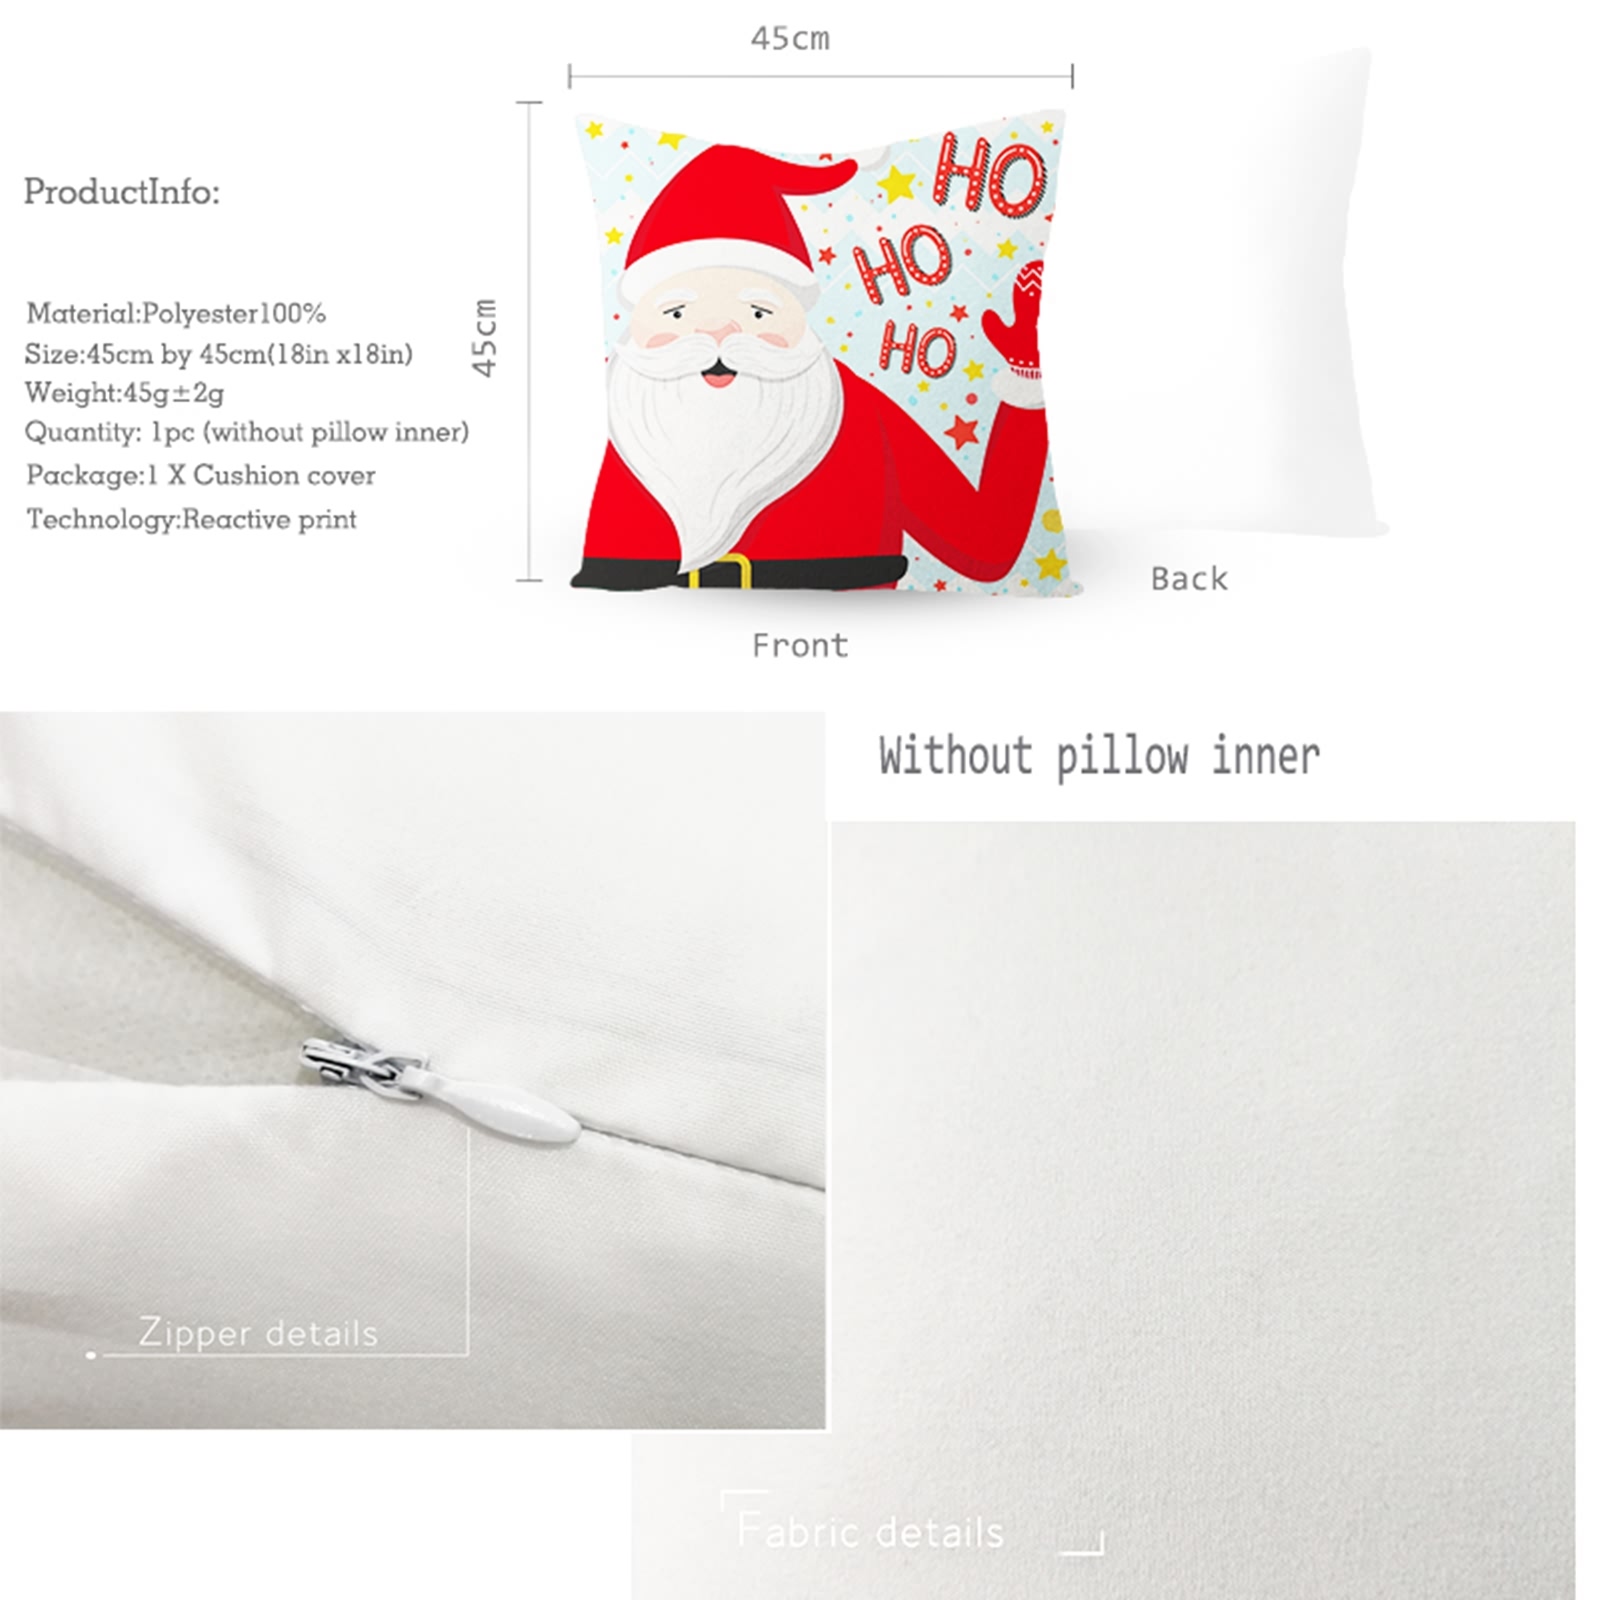 45cm
ProductInfo:
45cm
Material:Polyester100%
Size:45cm by 45cm(18in x18in)
Weight:45g±2g
Quantity: 1pc (without pillow inner)
Package:1 X Cushion cover
Technology:Reactive print
HO
HO
HO
Front
Back
Without pillow inner
Zipper details
Fabric details